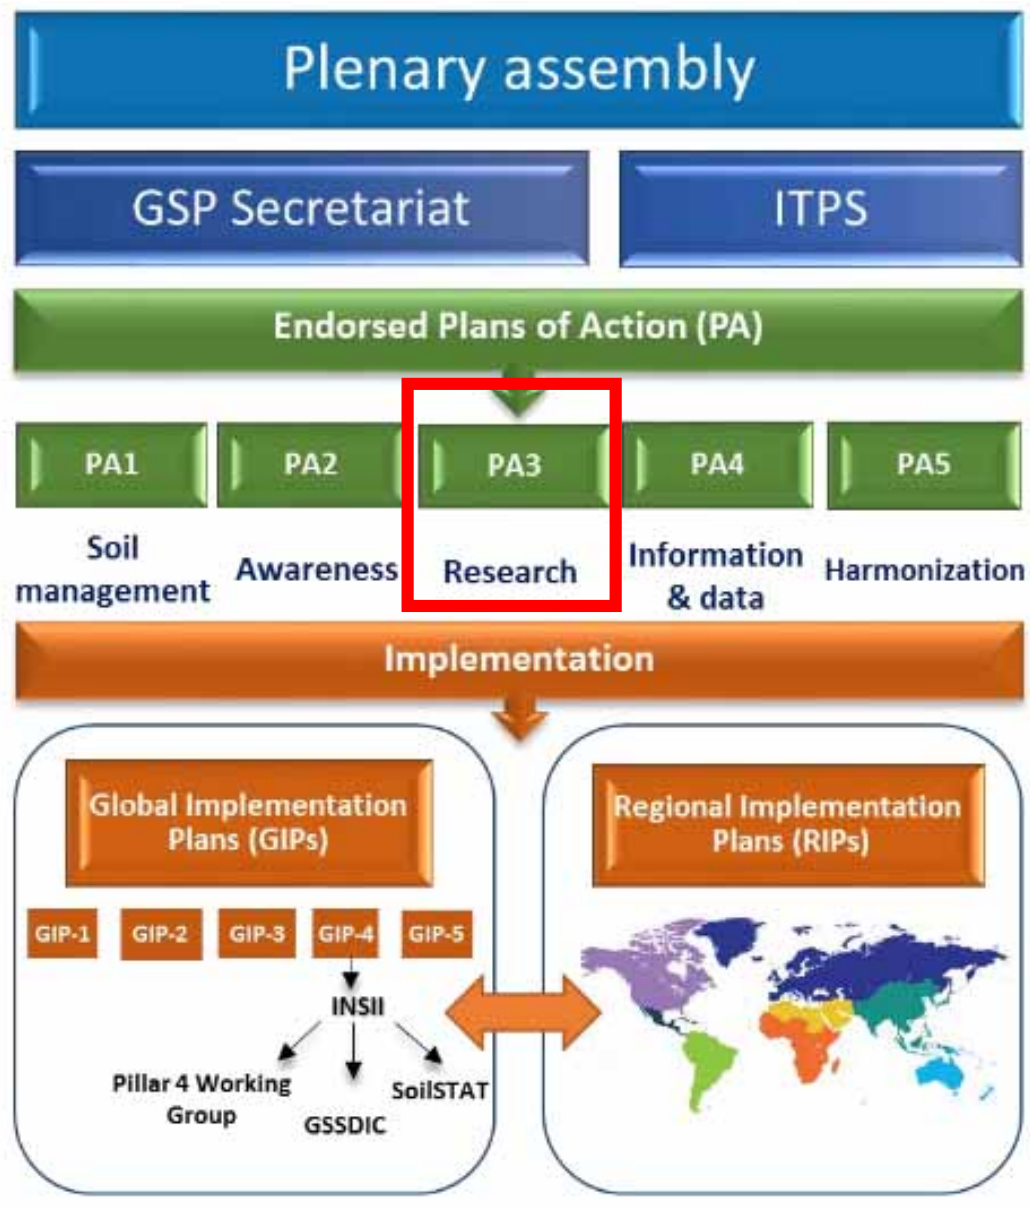 Plenary assembly
GSP Secretariat
ITPS
Endorsed Plans of Action (PA)
PA1
PA2
PA3
PA4
PA5
Soil
management
Awareness
Research
Information
& data
Harmonization
Implementation
Global Implementation
Plans (GIPs)
Regional Implementation
Plans (RIPs)
GIP-1
GIP-2
GIP-3
GIP-4
GIP-5
INSII
Pillar 4 Working
Group
GSSDIC
SoilSTAT